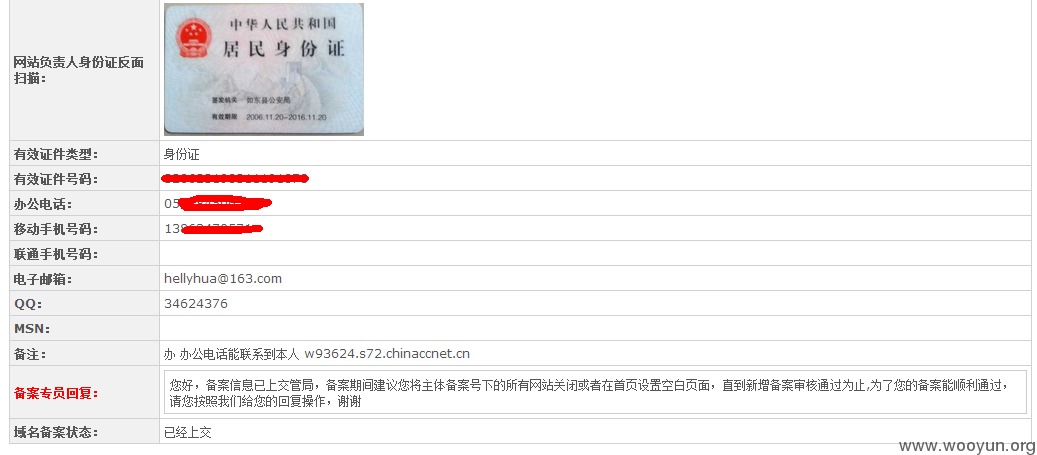 中华人民共和国
居民身份证
签发机关 如东县公安局
有效期限 2006.11.20-2016.11.20
网站负责人身份证反面
扫描：
有效证件类型： 身份证
有效证件号码：
办公电话： 05
移动手机号码： 13
联通手机号码：
电子邮箱： hellyhua@163.com
QQ： 34624376
MSN：
备注： 办 办公电话能联系到本人 w93624.s72.chinaccnet.cn
备案专员回复： 您好，备案信息已上交管局，备案期间建议您将主体备案号下的所有网站关闭或者在首页设置空白页面，直到新增备案审核通过为止,为了您的备案能顺利通过，
请您按照我们给您的回复操作，谢谢
域名备案状态： 已经上交
www.wooyun.org